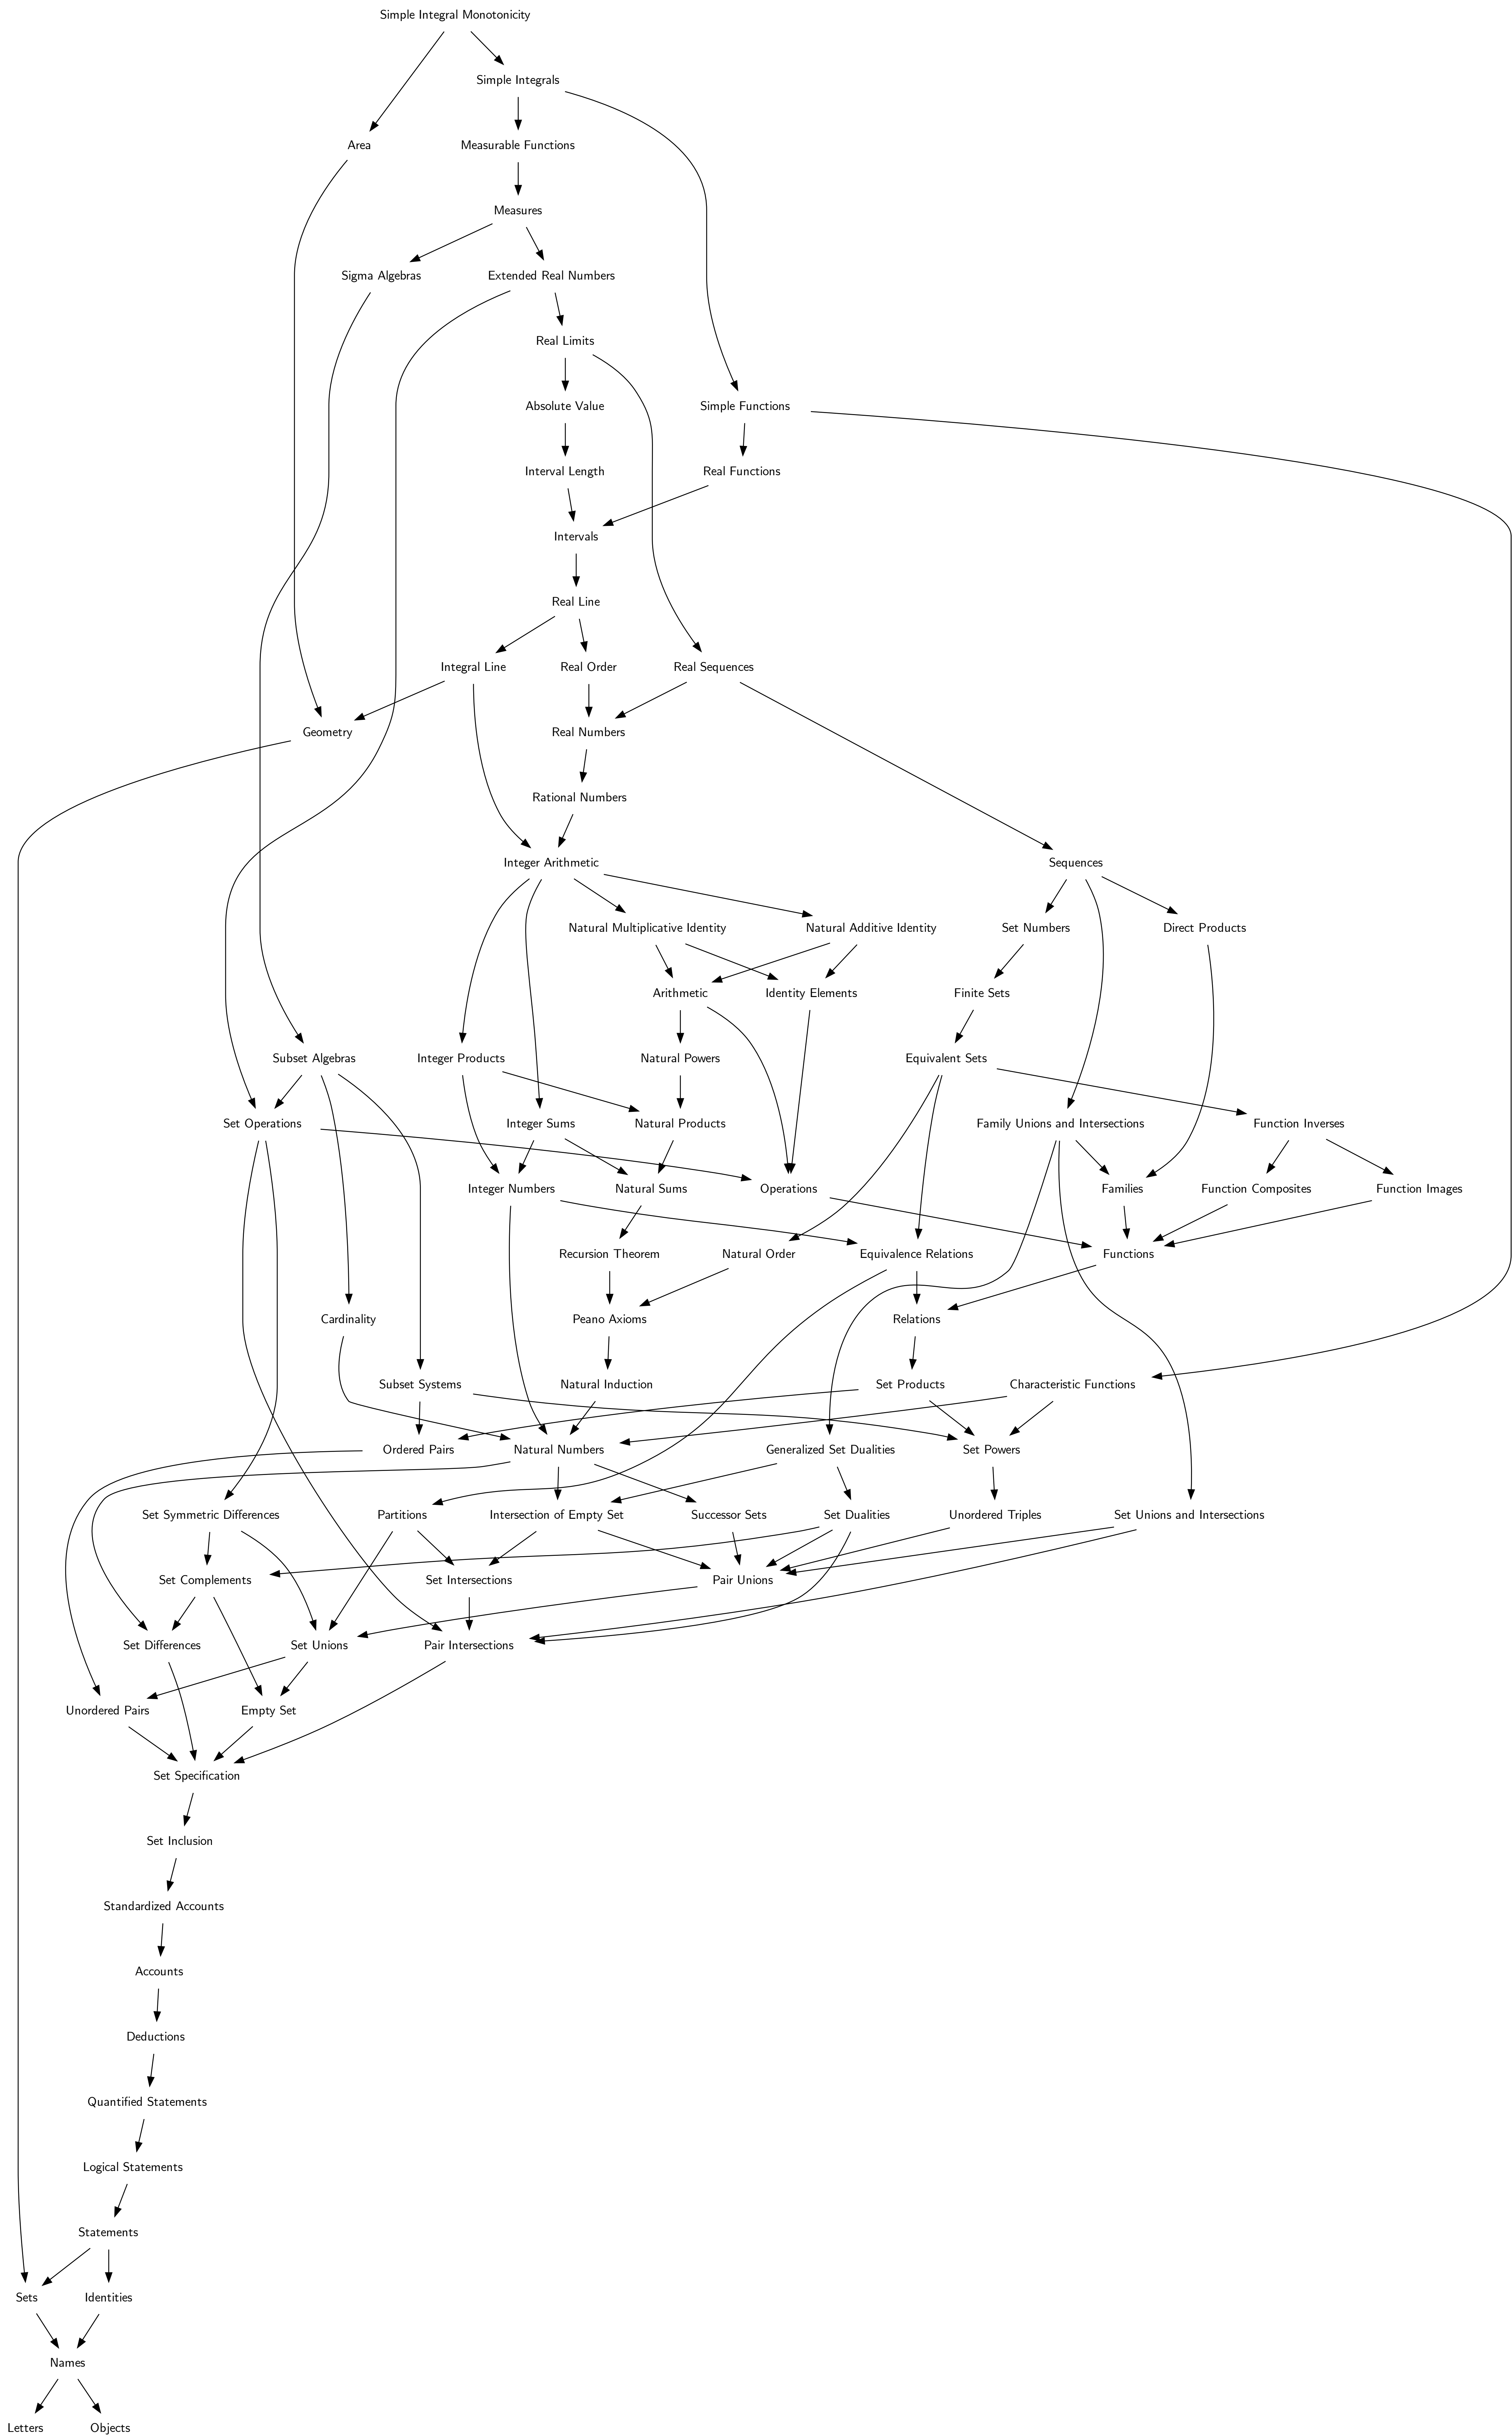 Simple Integral Monotonicity
Simple Integrals
Area
Measurable Functions
Measures
Sigma Algebras
Extended Real Numbers
Real Limits
Absolute Value
Simple Functions
Interval Length
Real Functions
Intervals
Real Line
Integral Line
Real Order
Real Sequences
Geometry
Real Numbers
Rational Numbers
Integer Arithmetic
Sequences
Natural Multiplicative Identity
Natural Additive Identity
Set Numbers
Direct Products
Arithmetic
Identity Elements
Finite Sets
Subset Algebras
Integer Products
Natural Powers
Equivalent Sets
Set Operations
Integer Sums
Natural Products
Family Unions and Intersections
Function Inverses
Integer Numbers
Natural Sums
Operations
Families
Function Composites
Function Images
Recursion Theorem
Natural Order
Equivalence Relations
Functions
Cardinality
Peano Axioms
Relations
Subset Systems
Natural Induction
Set Products
Characteristic Functions
Ordered Pairs
Natural Numbers
Generalized Set Dualities
Set Powers
Set Symmetric Differences
Partitions
Intersection of Empty Set
Successor Sets
Set Dualities
Unordered Triples
Set Unions and Intersections
Set Complements
Set Intersections
Pair Unions
Set Differences
Set Unions
Pair Intersections
Unordered Pairs
Empty Set
Set Specification
Set Inclusion
Standardized Accounts
Accounts
Deductions
Quantified Statements
Logical Statements
Statements
Sets
Identities
Names
Letters
Objects